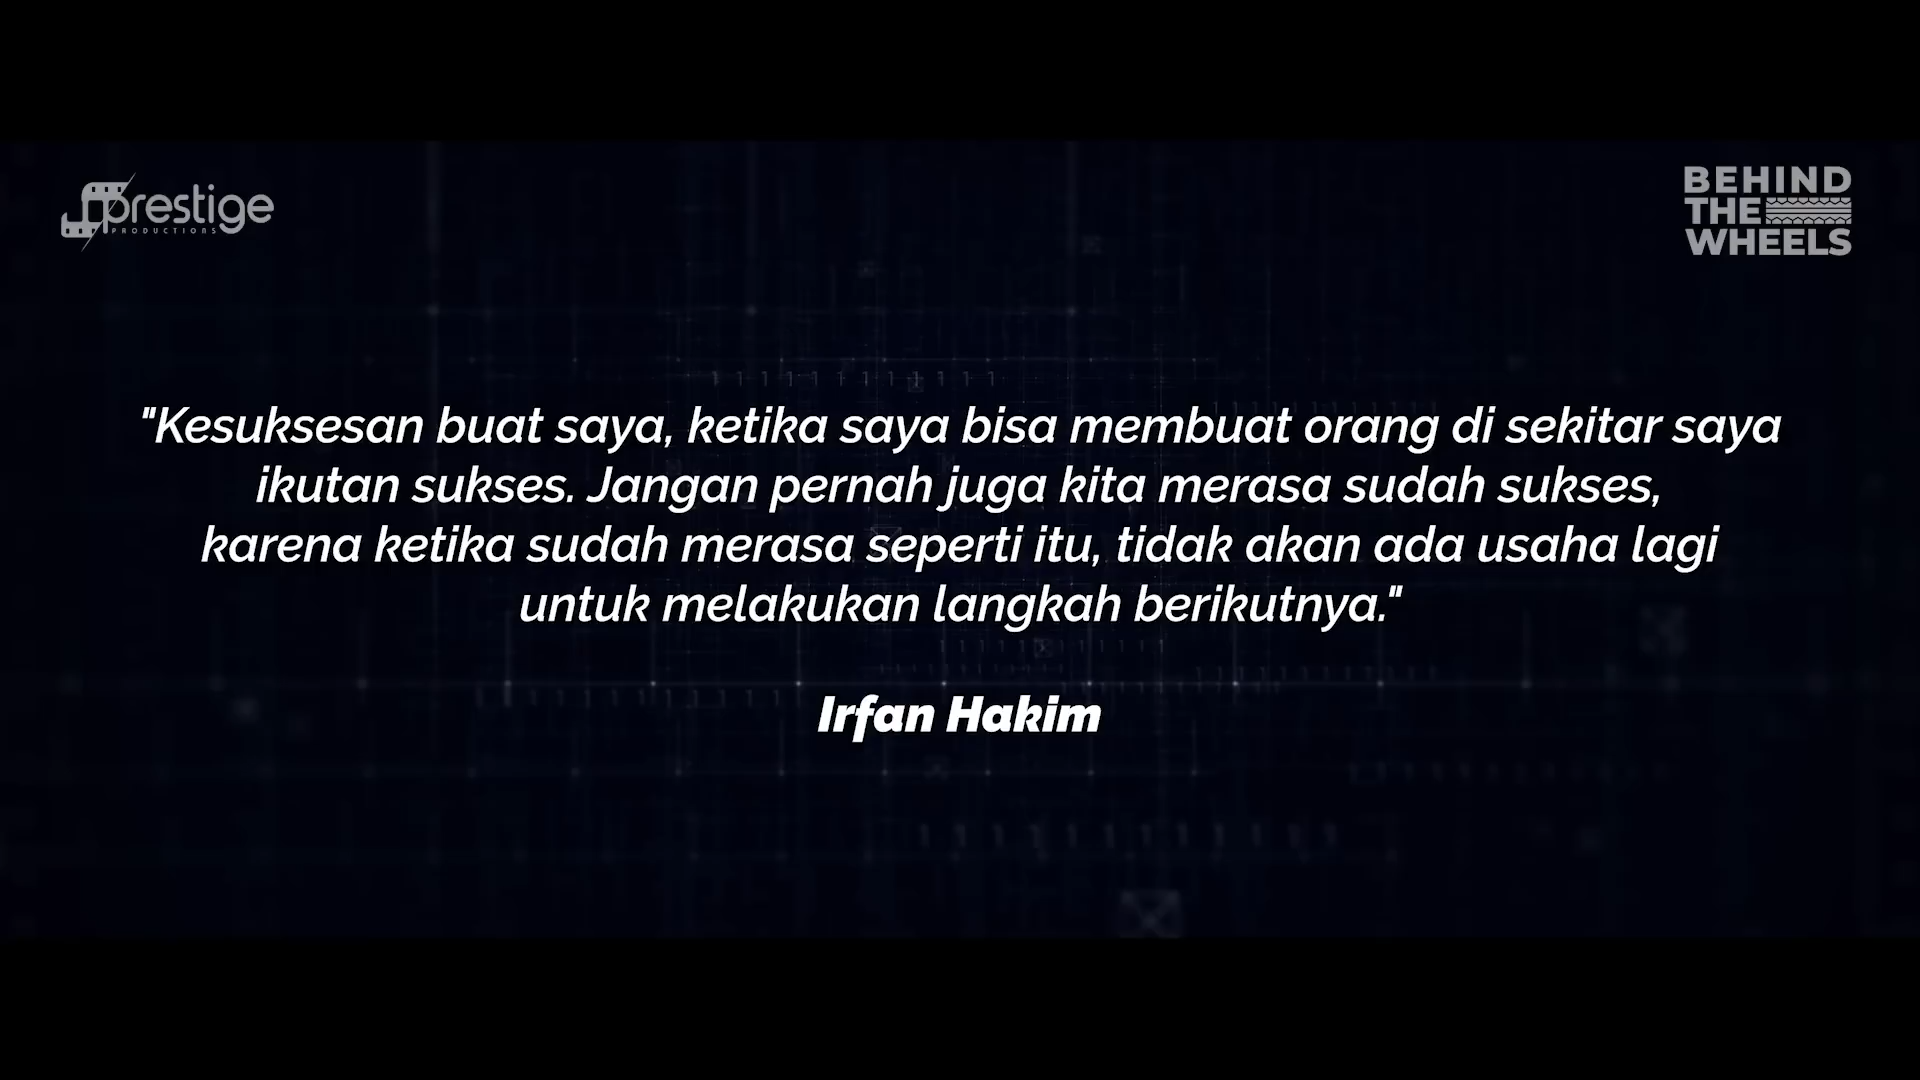 prestige
PRODUCTIONS
BEHIND
THE
WHEELS
"Kesuksesan buat saya, ketika saya bisa membuat orang di sekitar saya
ikutan sukses. Jangan pernah juga kita merasa sudah sukses,
karena ketika sudah merasa seperti itu, tidak akan ada usaha lagi
untuk melakukan langkah berikutnya."
Irfan Hakim